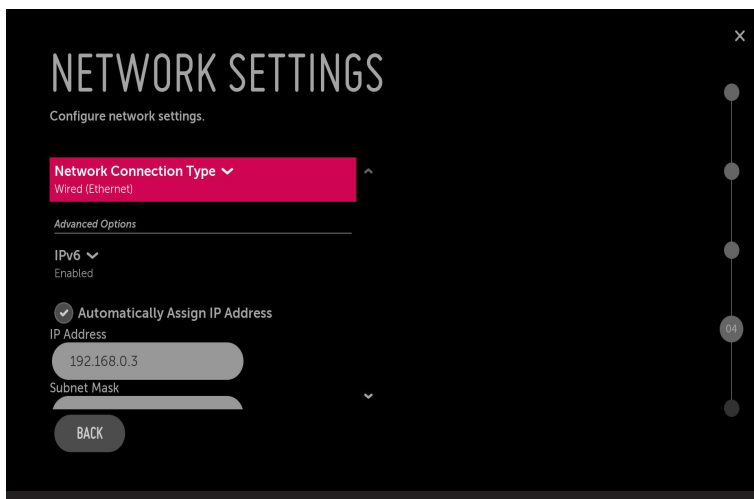 NETWORK SETTINGS
Configure network settings.
Network Connection Type
Wired (Ethernet)
Advanced Options
IPv6
Enabled
Automatically Assign IP Address
IP Address
192.168.0.3
04
Subnet Mask
BACK